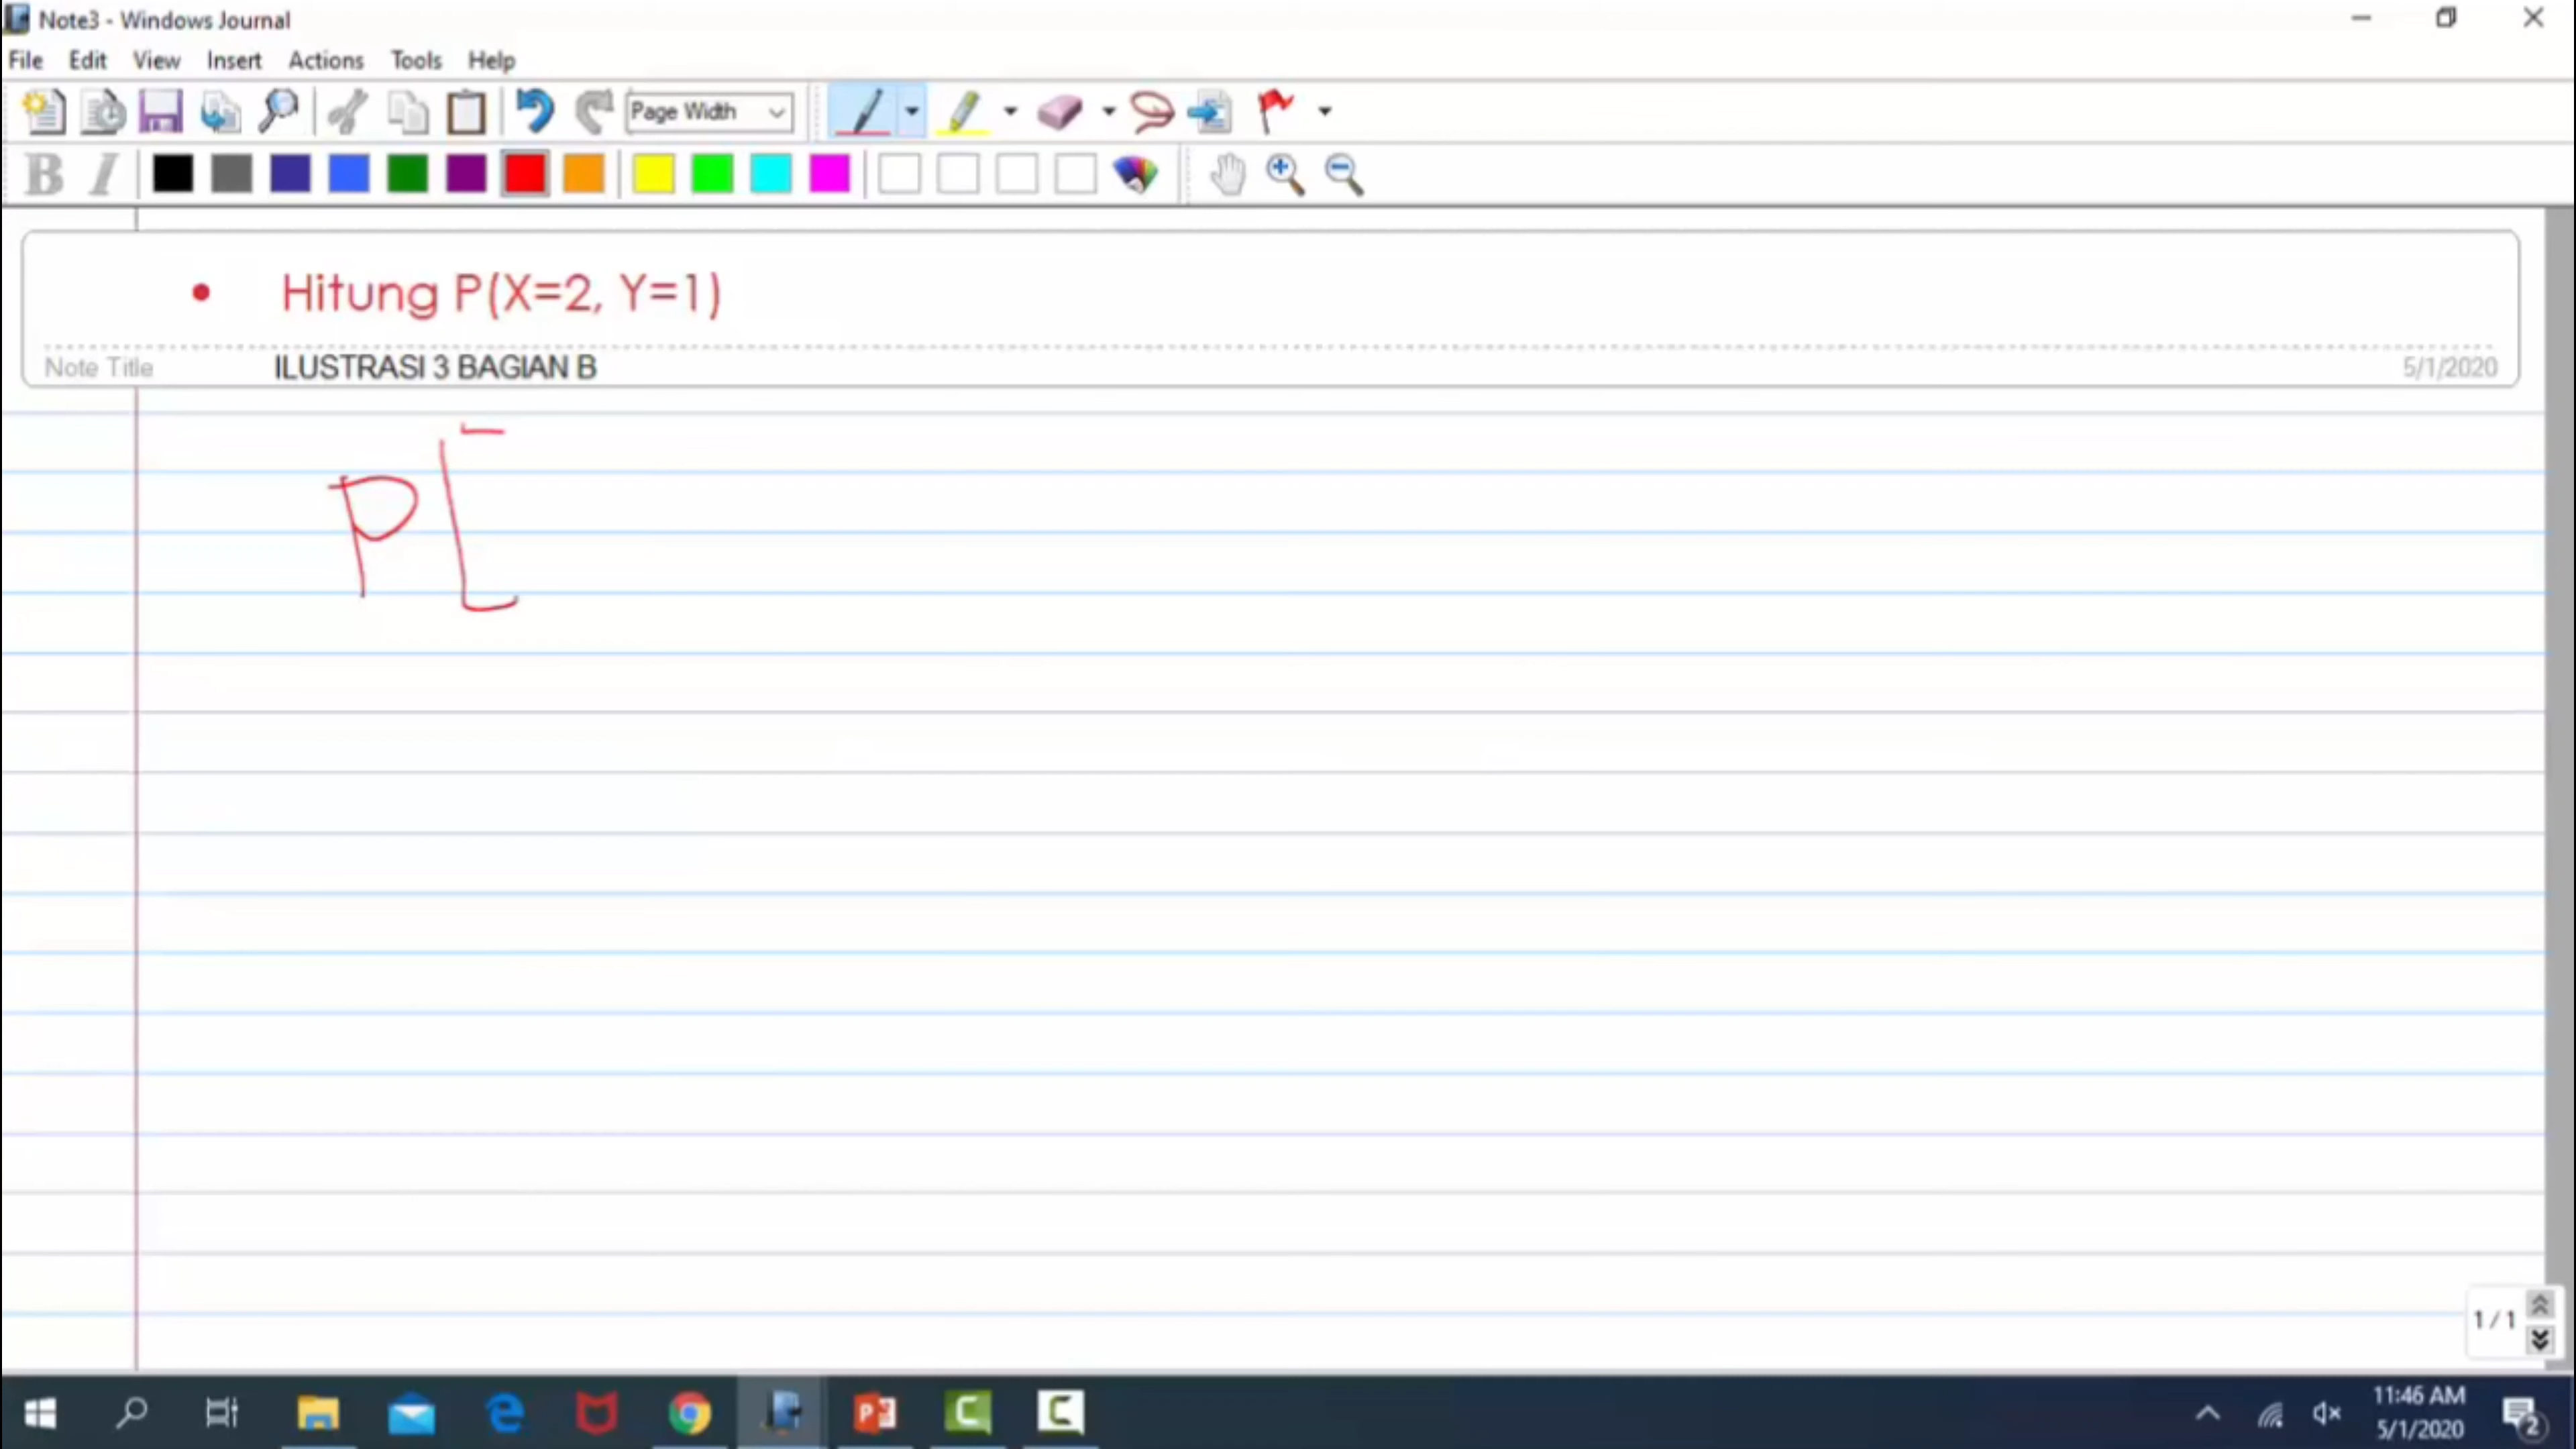 Note3 - Windows Journal
File Edit View Insert Actions Tools Help
Page Width
B I
• Hitung P(X=2, Y=1)
Note Title ILUSTRASI 3 BAGIAN B 5/1/2020
P[
1 / 1
11:46 AM
5/1/2020
2